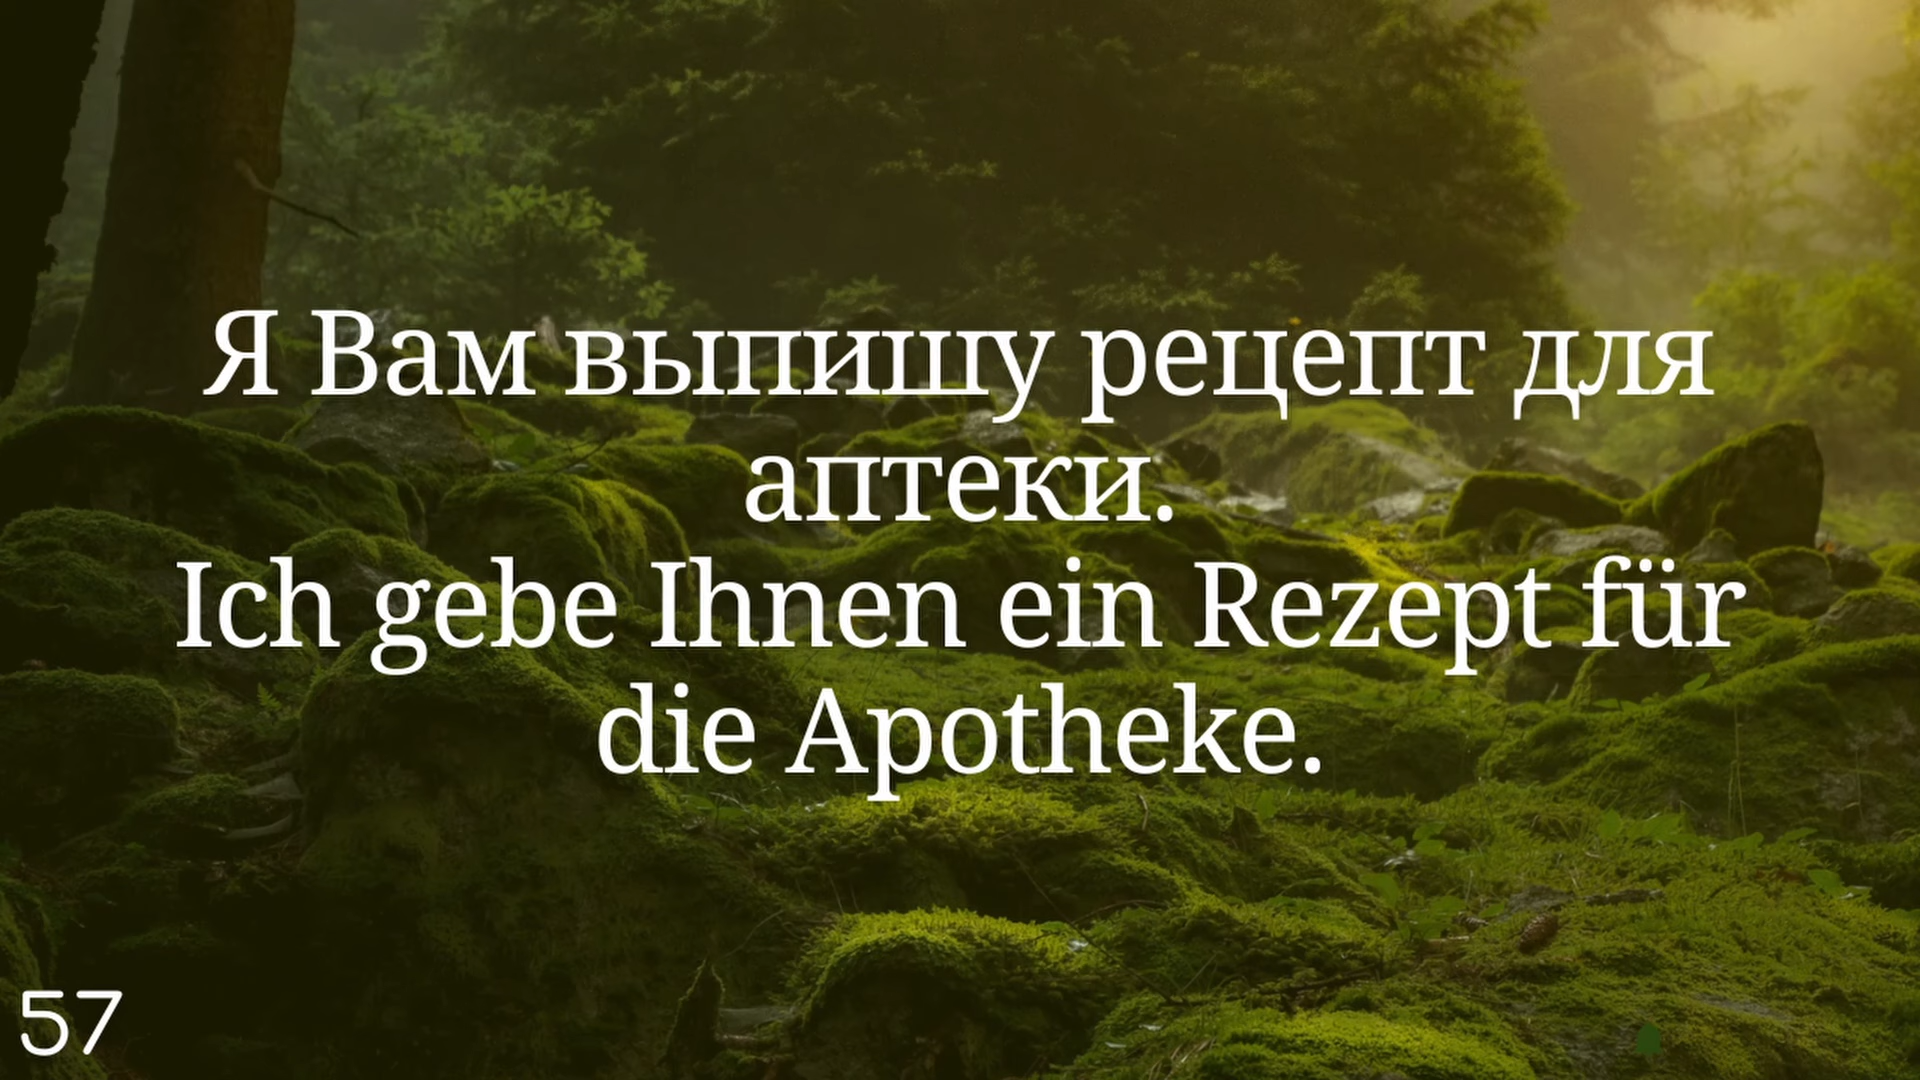 Я Вам выпишу рецепт для
аптеки.
Ich gebe Ihnen ein Rezept für
die Apotheke.
57